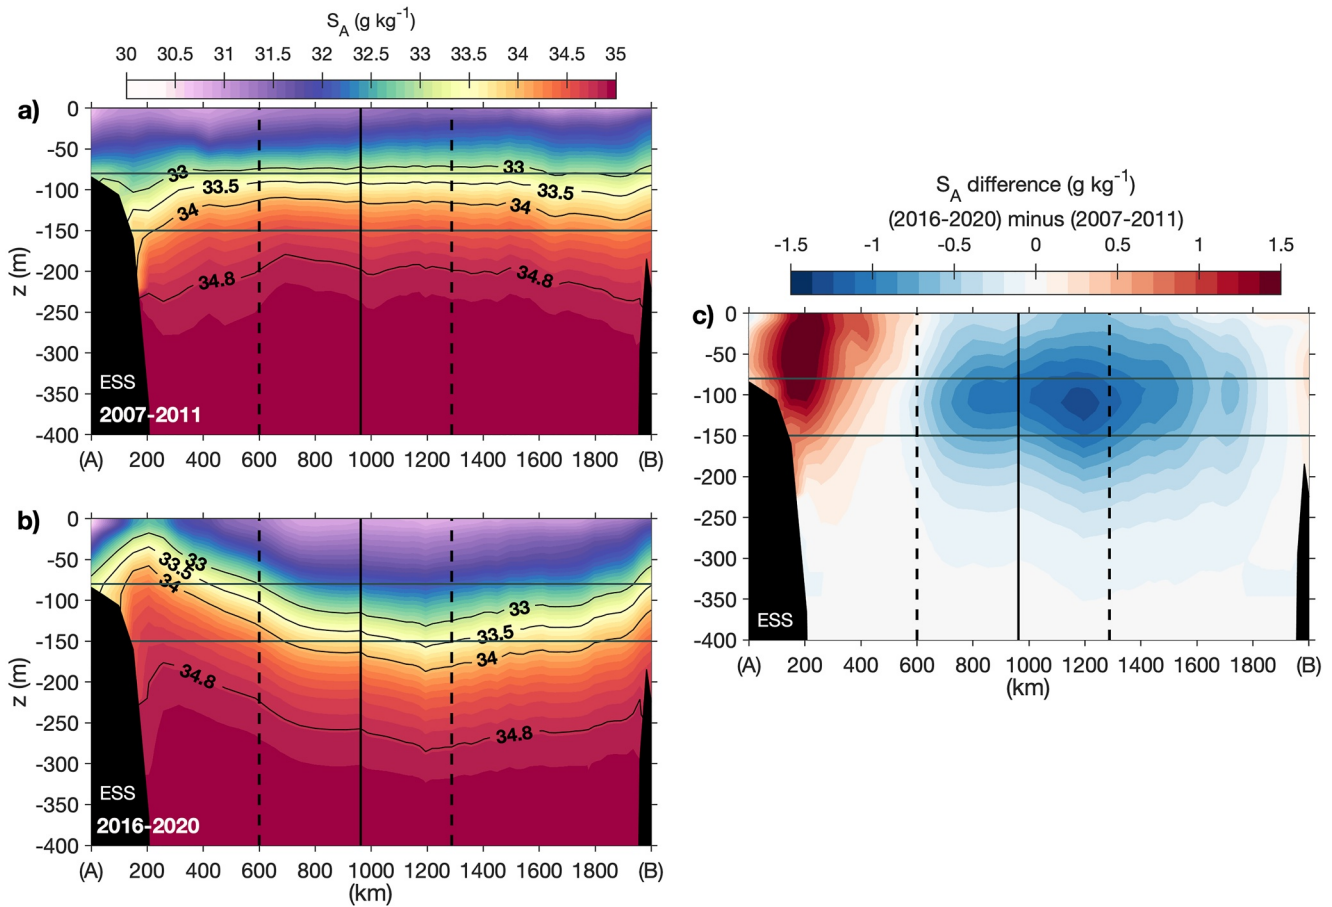 S_A (g kg⁻¹)
30 30.5 31 31.5 32 32.5 33 33.5 34 34.5 35
a)
0
-50
-100
-150
-200
-250
-300
-350
-400
z (m)
33
33.5
34
34.8
33
33.5
34
34.8
ESS
2007-2011
(A) 200 400 600 800 1000 1200 1400 1600 1800 (B)
b)
0
-50
-100
-150
-200
-250
-300
-350
-400
z (m)
33
33.5
34
34.8
33
33.5
34
34.8
ESS
2016-2020
(A) 200 400 600 800 1000 1200 1400 1600 1800 (B)
(km)
S_A difference (g kg⁻¹)
(2016-2020) minus (2007-2011)
-1.5 -1 -0.5 0 0.5 1 1.5
c)
0
-50
-100
-150
-200
-250
-300
-350
-400
ESS
(A) 200 400 600 800 1000 1200 1400 1600 1800 (B)
(km)